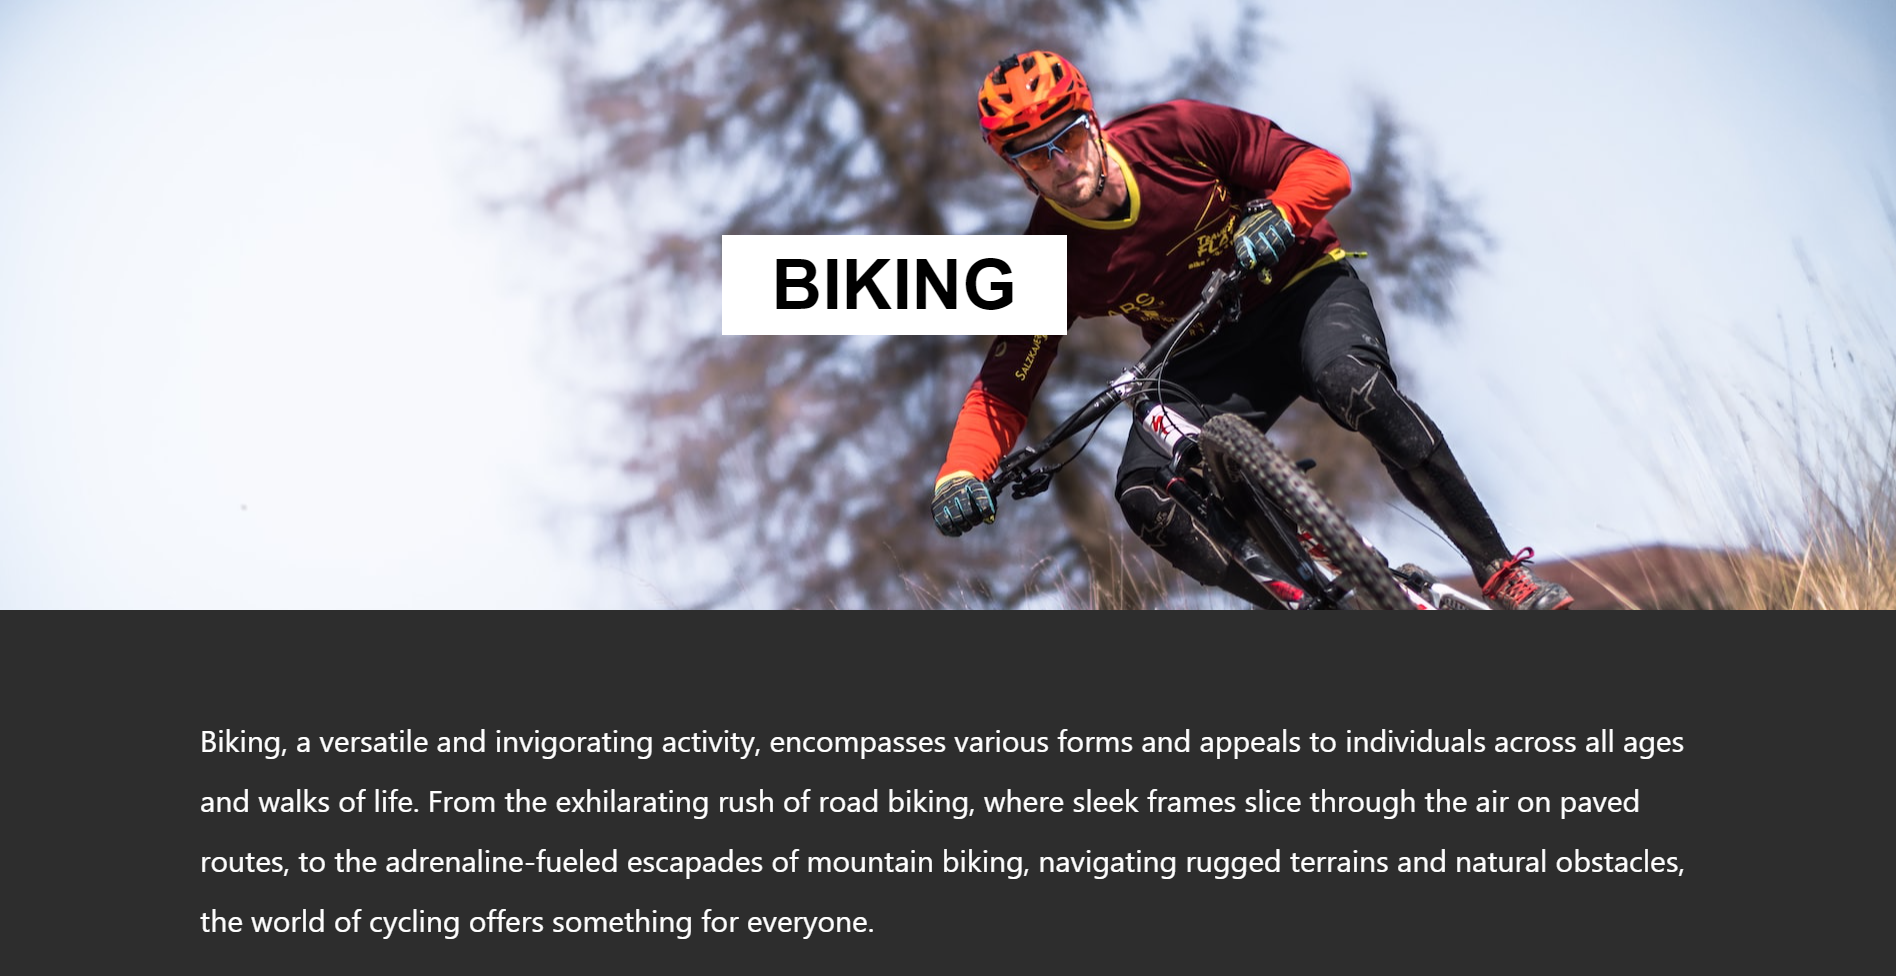 BIKING
SALZKA
Biking, a versatile and invigorating activity, encompasses various forms and appeals to individuals across all ages
and walks of life. From the exhilarating rush of road biking, where sleek frames slice through the air on paved
routes, to the adrenaline-fueled escapades of mountain biking, navigating rugged terrains and natural obstacles,
the world of cycling offers something for everyone.